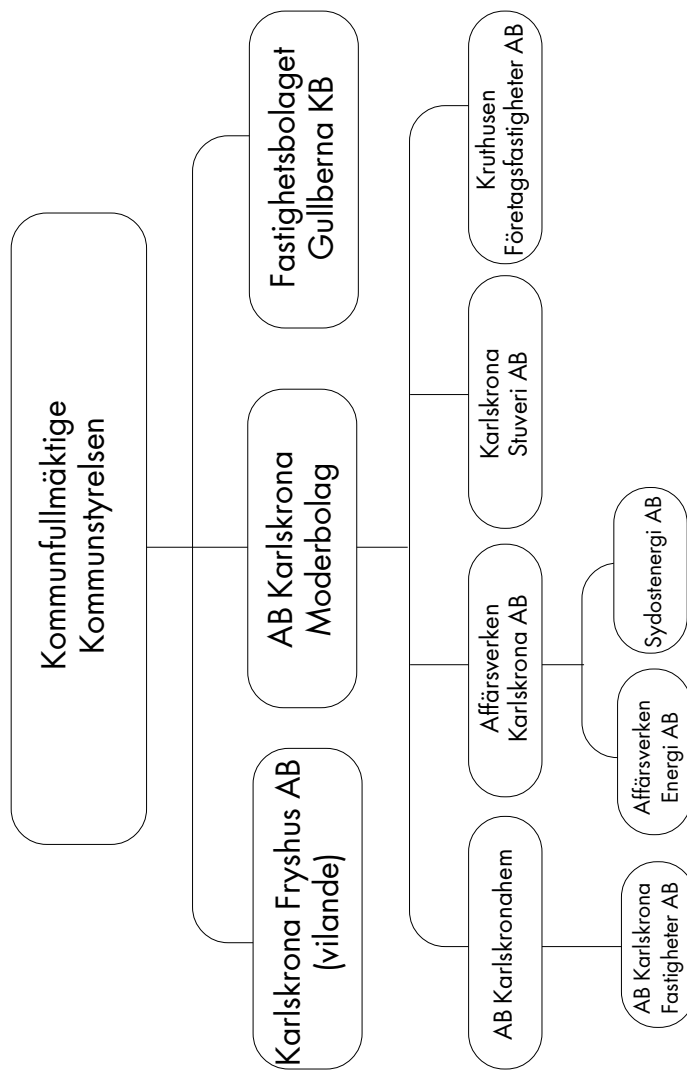 Kommunfullmäktige
Kommunstyrelsen
Karlskrona Fryshus AB
(vilande)
AB Karlskrona
Moderbolag
Fastighetsbolaget
Gullberna KB
AB Karlskronahem
Affärsverken
Karlskrona AB
Karlskrona
Stuveri AB
Kruthusen
Företagsfastigheter AB
AB Karlskrona
Fastigheter AB
Affärsverken
Energi AB
Sydostenergi AB